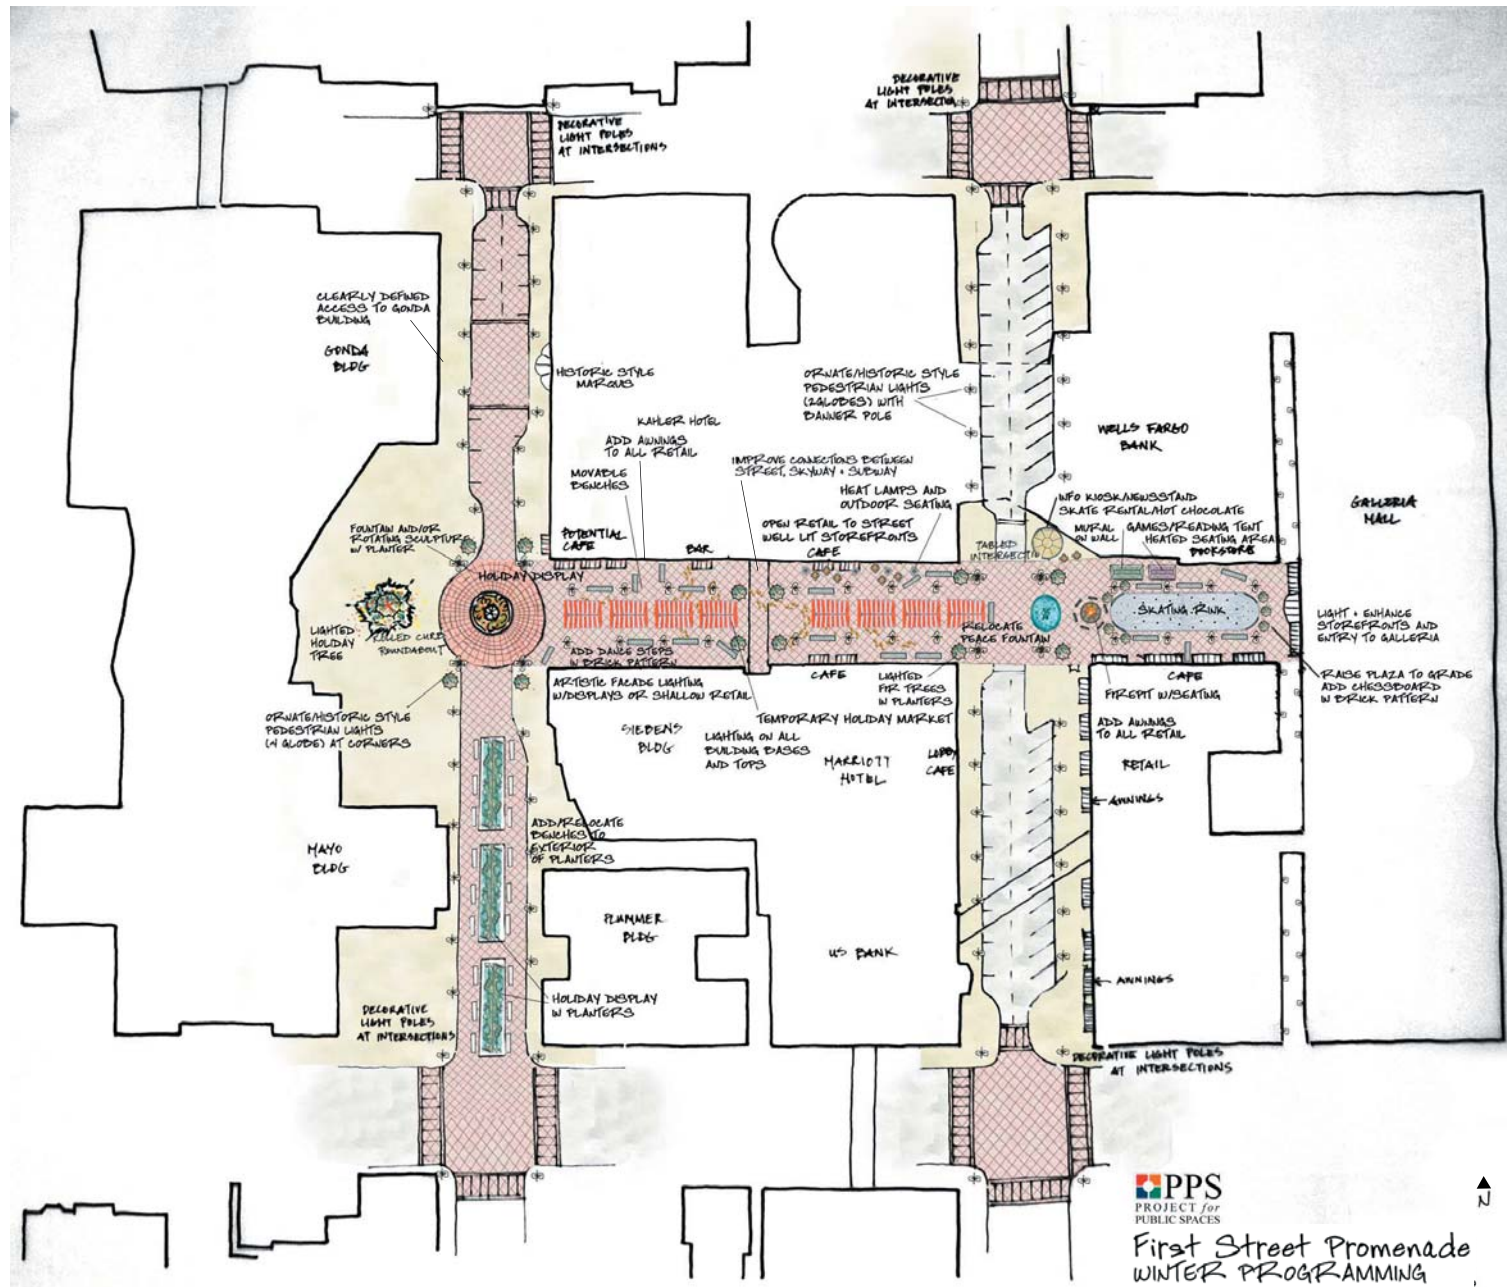 DECORATIVE
LIGHT POLES
AT INTERSECTIONS
DECORATIVE
LIGHT POLES
AT INTERSECTION
CLEARLY DEFINED
ACCESS TO GONDA
BUILDING
GONDA
BLDG
HISTORIC STYLE
MARQUS
KAHLER HOTEL
ADD AWNINGS
TO ALL RETAIL
MOVABLE
BENCHES
ORNATE/HISTORIC STYLE
PEDESTRIAN LIGHTS
(2GLOBES) WITH
BANNER POLE
IMPROVE CONNECTIONS BETWEEN
STREET, SKYWAY + SUBWAY
HEAT LAMPS AND
OUTDOOR SEATING
OPEN RETAIL TO STREET
WELL LIT STOREFRONTS
CAFE
POTENTIAL
CAFE
BAR
WELLS FARGO
BANK
GALLERIA
MALL
INFO KIOSK/NEWSSTAND
SKATE RENTAL/HOT CHOCOLATE
MURAL
ON WALL
GAMES/READING TENT
HEATED SEATING AREA
BOOKSTORE
TABLED
INTERSECTION
FOUNTAIN AND/OR
ROTATING SCULPTURE
W/ PLANTER
HOLIDAY DISPLAY
LIGHTED
HOLIDAY
TREE
ROLLED CURB
ROUNDABOUT
SKATING RINK
RELOCATE
PEACE FOUNTAIN
LIGHT + ENHANCE
STOREFRONTS AND
ENTRY TO GALLERIA
ADD DANCE STEPS
IN BRICK PATTERN
ARTISTIC FACADE LIGHTING
W/DISPLAYS OR SHALLOW RETAIL
CAFE
LIGHTED
FIR TREES
IN PLANTERS
CAFE
FIREPIT W/SEATING
RAISE PLAZA TO GRADE
ADD CHESSBOARD
IN BRICK PATTERN
ORNATE/HISTORIC STYLE
PEDESTRIAN LIGHTS
(4 GLOBE) AT CORNERS
SIEBENS
BLDG
TEMPORARY HOLIDAY MARKET
LIGHTING ON ALL
BUILDING BASES
AND TOPS
MARRIOTT
HOTEL
LOBBY
CAFE
ADD AWNINGS
TO ALL RETAIL
RETAIL
AWNINGS
MAYO
BLDG
ADD/RELOCATE
BENCHES TO
EXTERIOR
OF PLANTERS
PLUMMER
BLDG
US BANK
AWNINGS
HOLIDAY DISPLAY
IN PLANTERS
DECORATIVE
LIGHT POLES
AT INTERSECTIONS
DECORATIVE LIGHT POLES
AT INTERSECTIONS
PPS
PROJECT for
PUBLIC SPACES
N
First Street Promenade
WINTER PROGRAMMING